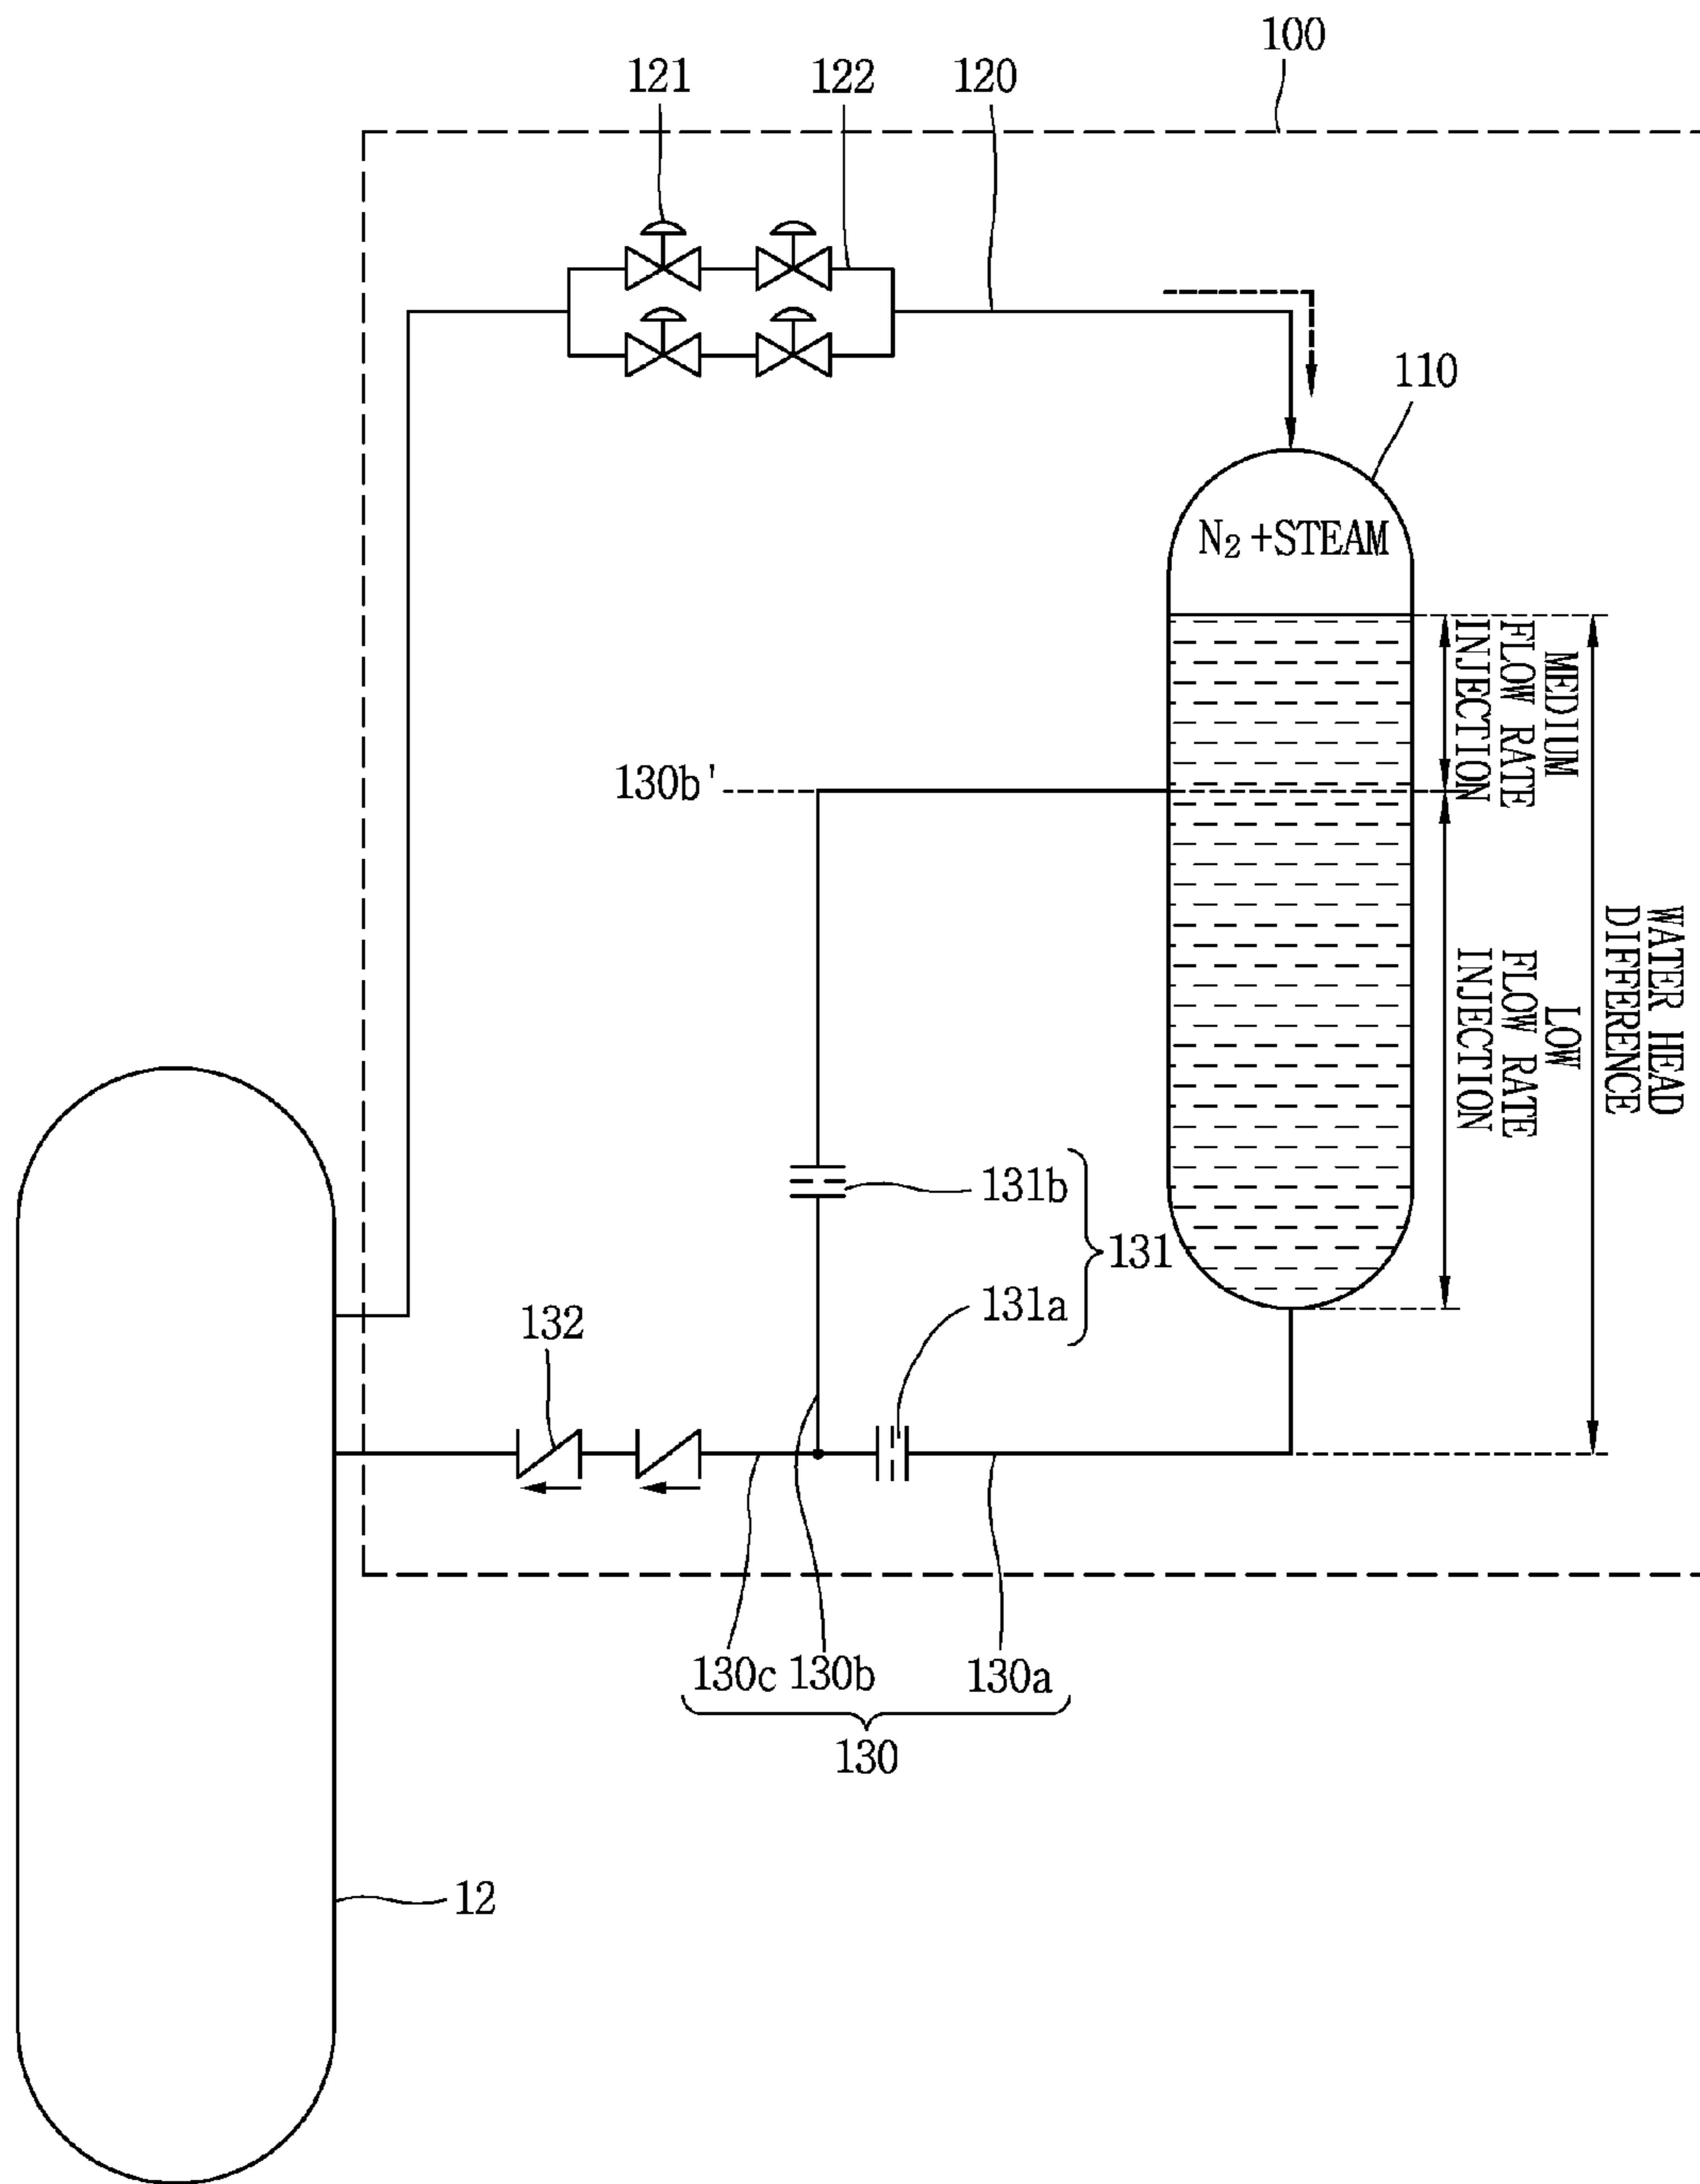 100
121
122
120
110
N₂+STEAM
MEDIUM
FLOW RATE
INJECTION
130b'
WATER HEAD
DIFFERENCE
LOW
FLOW RATE
INJECTION
131b
131
131a
132
130c
130b
130a
130
12